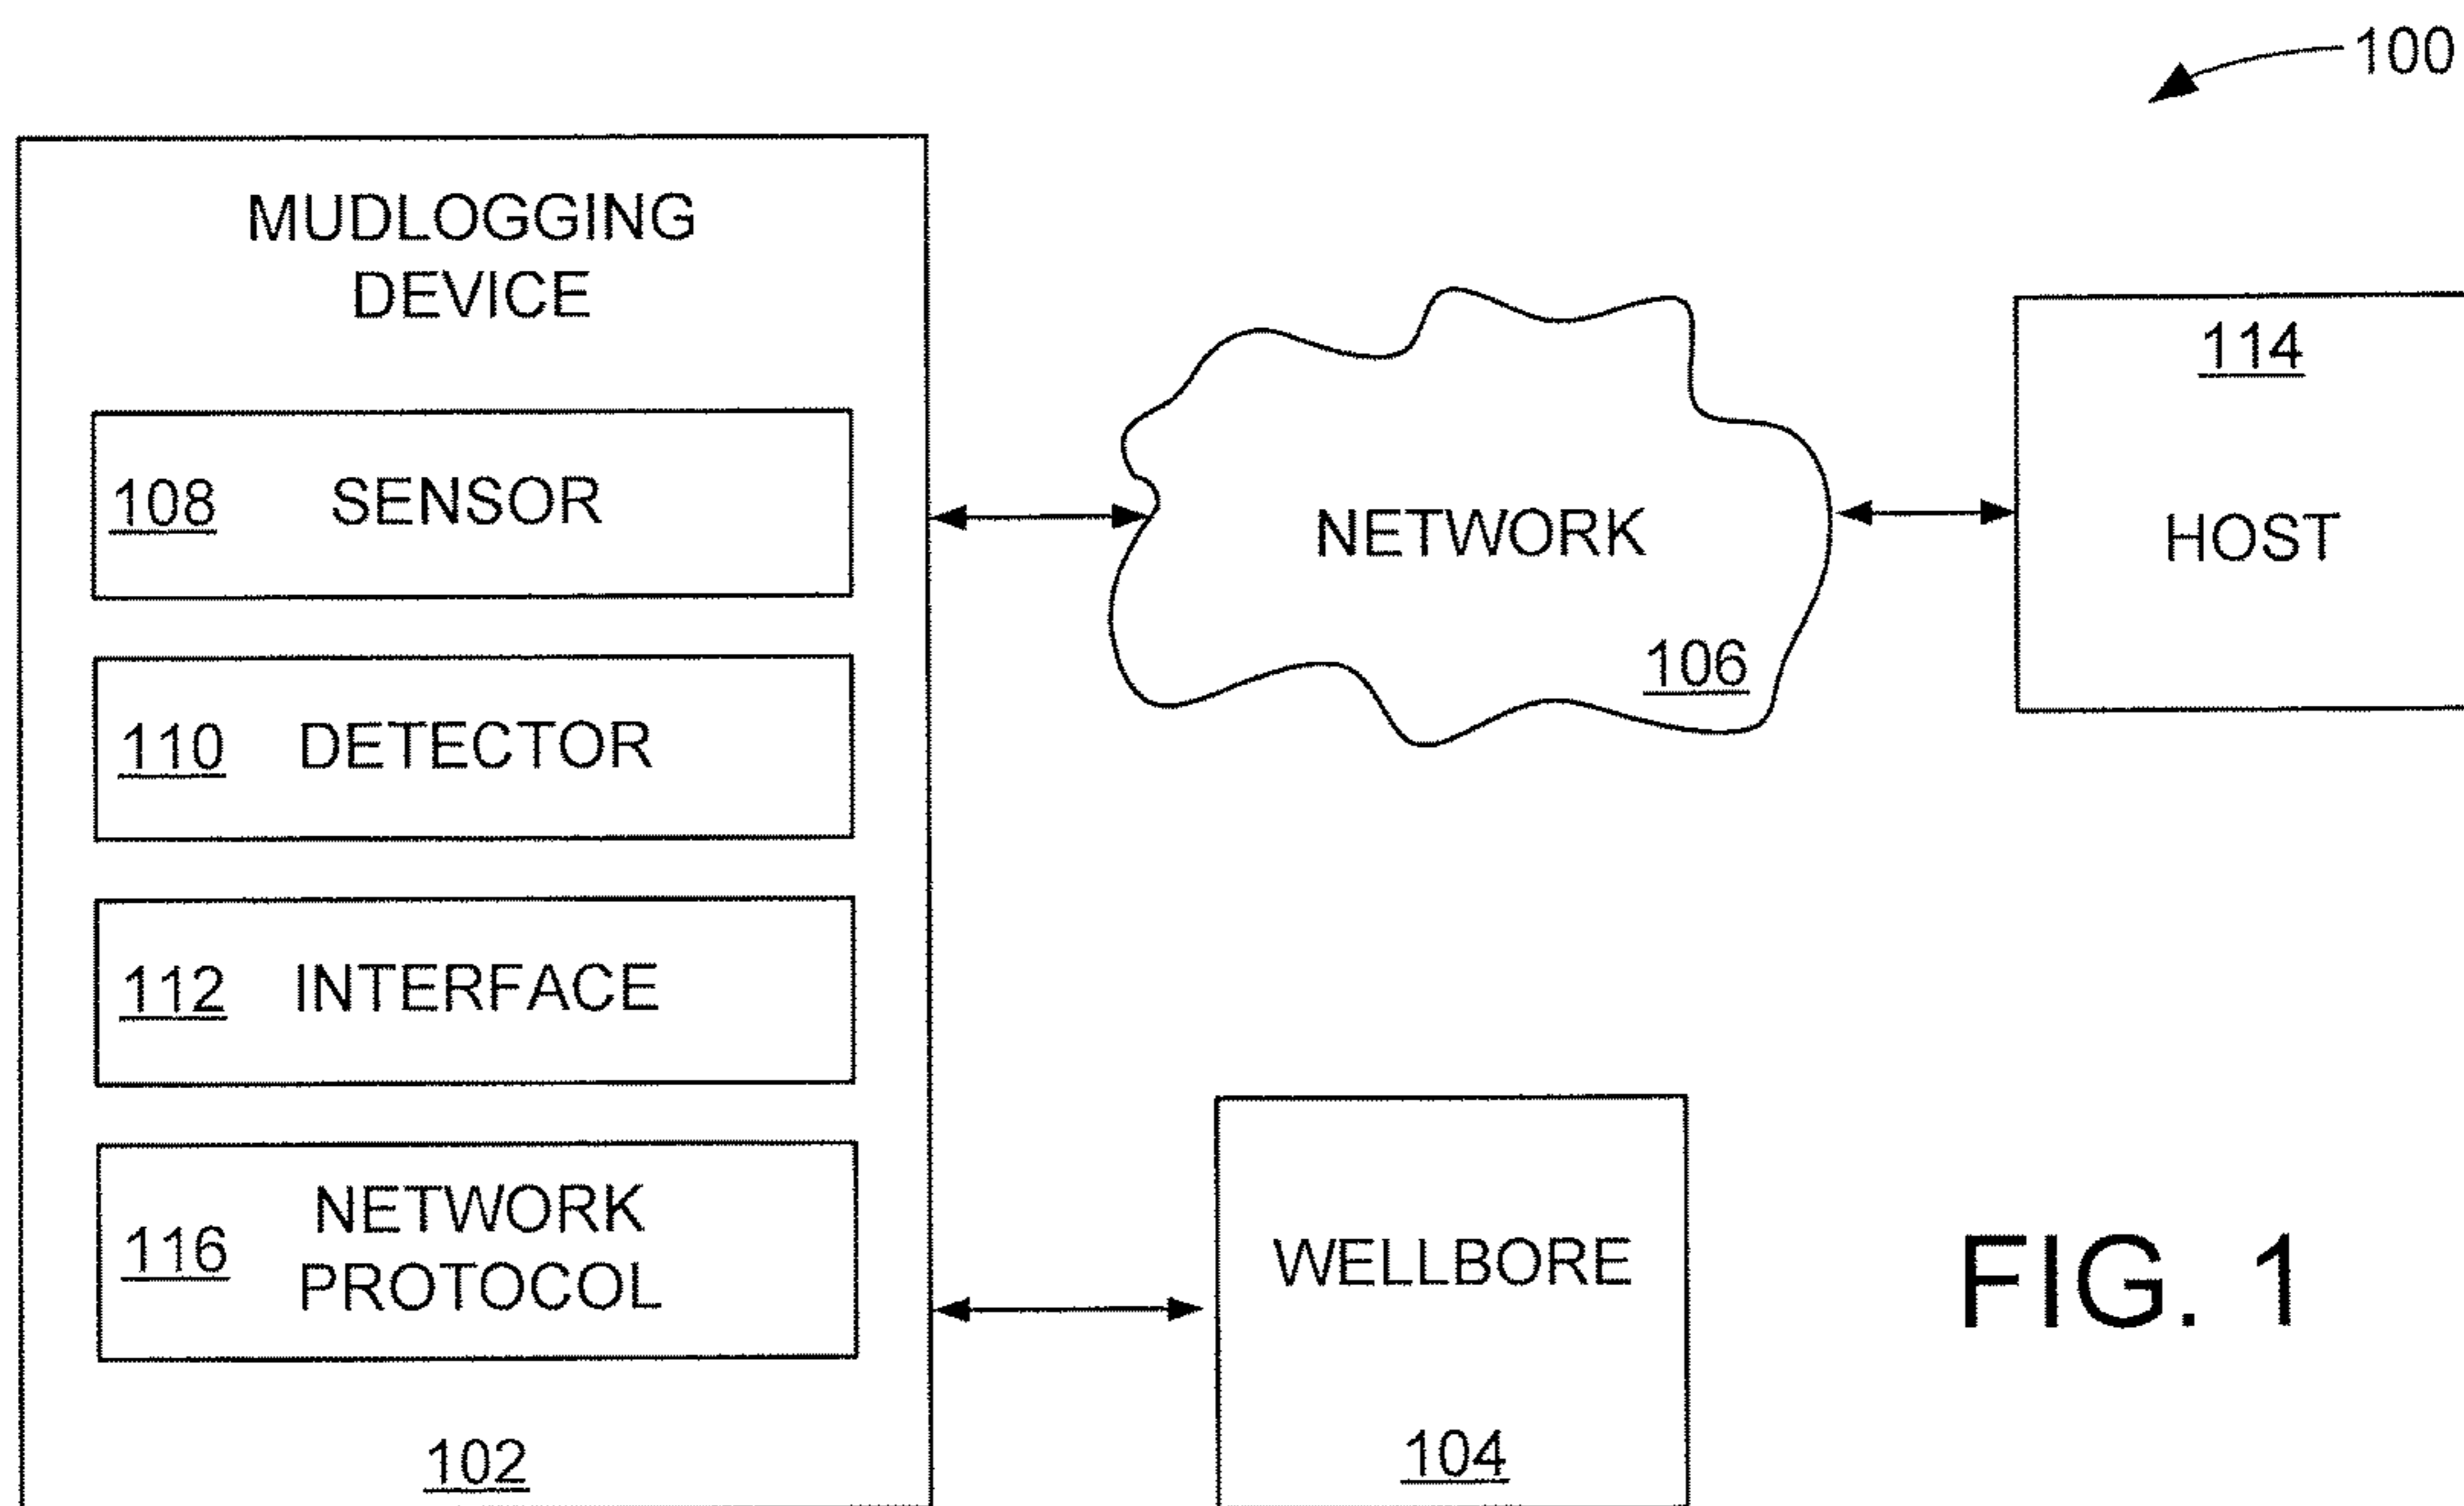 100
MUDLOGGING
DEVICE
108 SENSOR
110 DETECTOR
112 INTERFACE
116 NETWORK
PROTOCOL
102
NETWORK
106
114
HOST
WELLBORE
104
FIG. 1